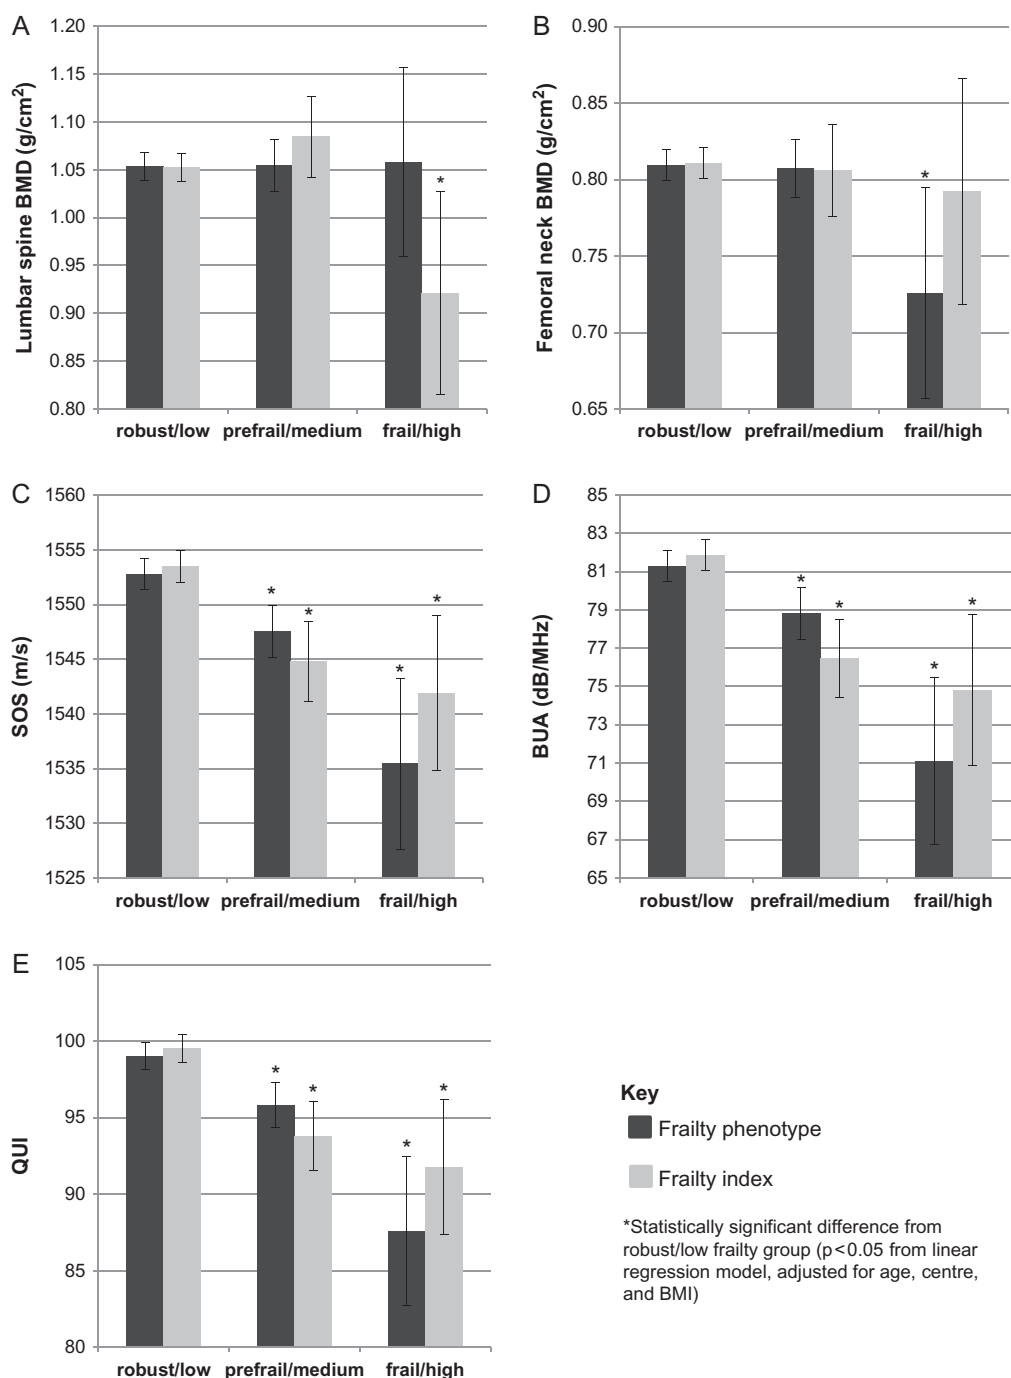 A
Lumbar spine BMD (g/cm²)
1.20
1.15
1.10
1.05
1.00
0.95
0.90
0.85
0.80
*
robust/low prefrail/medium frail/high
B
Femoral neck BMD (g/cm²)
0.90
0.85
0.80
0.75
0.70
0.65
*
robust/low prefrail/medium frail/high
C
SOS (m/s)
1560
1555
1550
1545
1540
1535
1530
1525
* * * *
robust/low prefrail/medium frail/high
D
BUA (dB/MHz)
85
83
81
79
77
75
73
71
69
67
65
* * * *
robust/low prefrail/medium frail/high
E
QUI
105
100
95
90
85
80
* * * *
robust/low prefrail/medium frail/high
Key
Frailty phenotype
Frailty index
*Statistically significant difference from
robust/low frailty group (p<0.05 from linear
regression model, adjusted for age, centre,
and BMI)